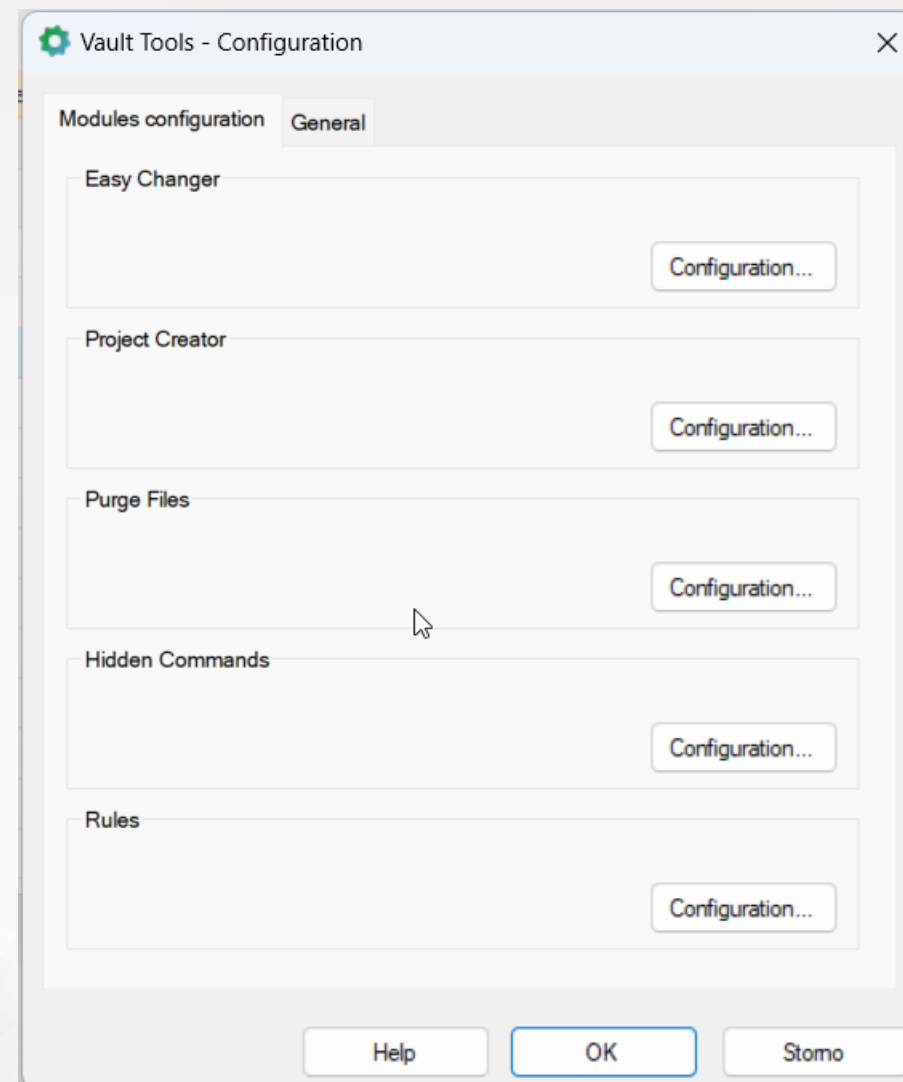 Vault Tools - Configuration
Modules configuration
General
Easy Changer
Configuration...
Project Creator
Configuration...
Purge Files
Configuration...
Hidden Commands
Configuration...
Rules
Configuration...
Help
OK
Storno